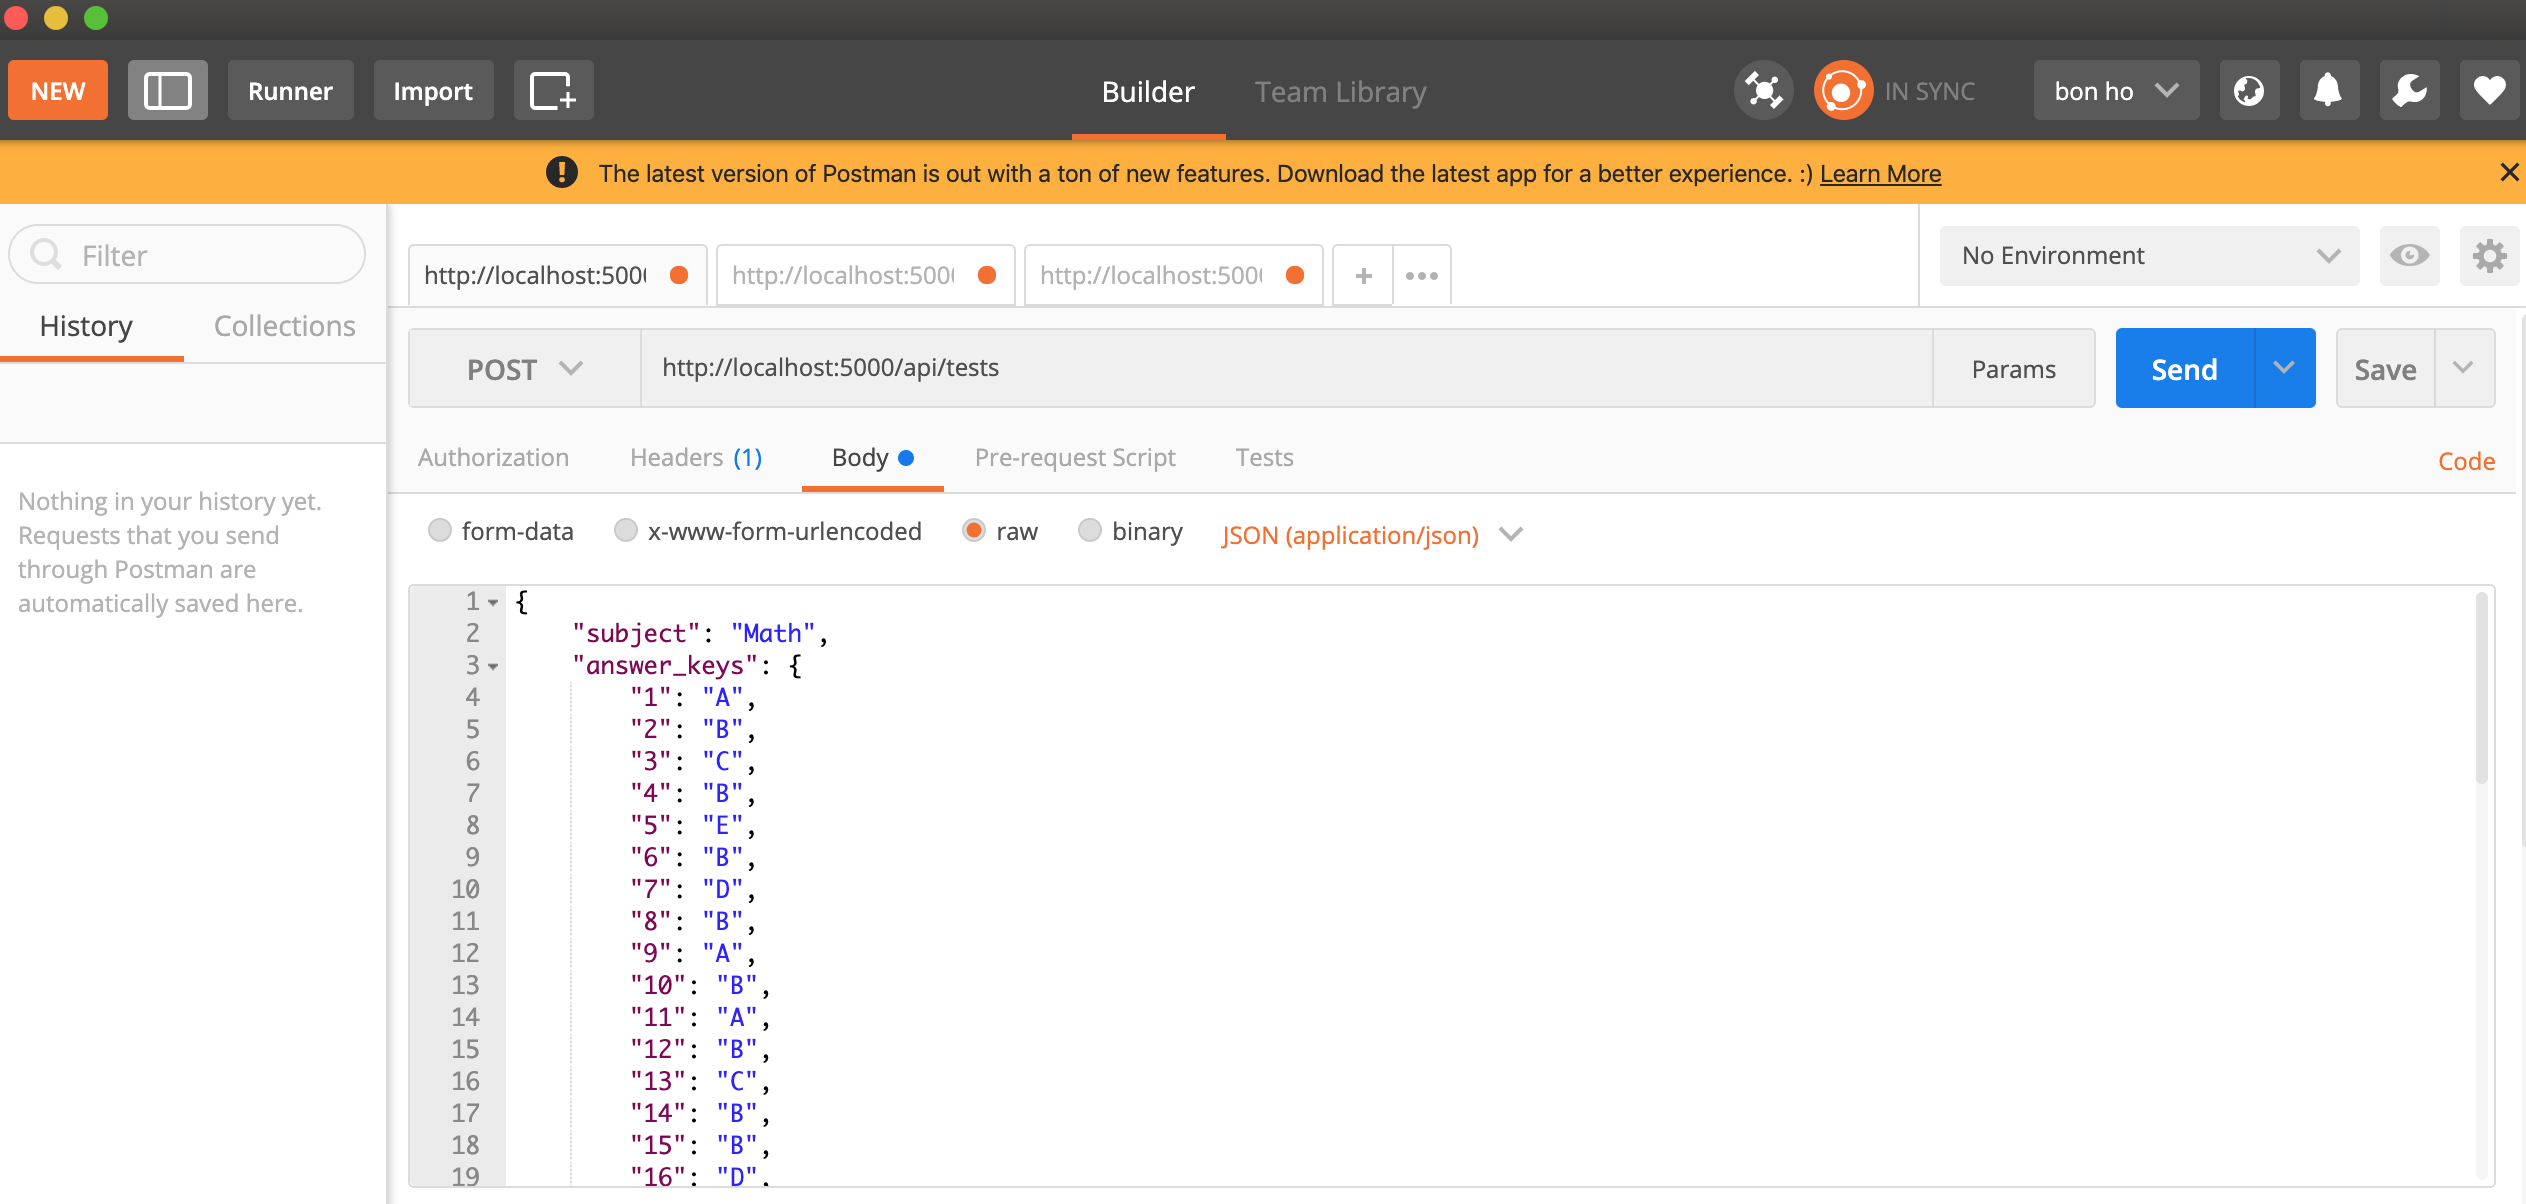 NEW
Runner
Import
Builder
Team Library
IN SYNC
bon ho
The latest version of Postman is out with a ton of new features. Download the latest app for a better experience. :) Learn More
Filter
History
Collections
Nothing in your history yet.
Requests that you send
through Postman are
automatically saved here.
http://localhost:500
http://localhost:500
http://localhost:500
+
No Environment
POST
http://localhost:5000/api/tests
Params
Send
Save
Authorization
Headers (1)
Body
Pre-request Script
Tests
Code
form-data
x-www-form-urlencoded
raw
binary
JSON (application/json)
1 {
2 "subject": "Math",
3 "answer_keys": {
4 "1": "A",
5 "2": "B",
6 "3": "C",
7 "4": "B",
8 "5": "E",
9 "6": "B",
10 "7": "D",
11 "8": "B",
12 "9": "A",
13 "10": "B",
14 "11": "A",
15 "12": "B",
16 "13": "C",
17 "14": "B",
18 "15": "B",
19 "16": "D",